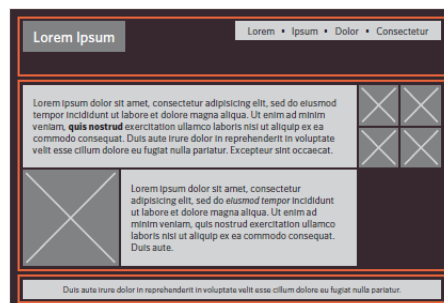 Lorem Ipsum
Lorem • Ipsum • Dolor • Consectetur
Lorem ipsum dolor sit amet, consectetur adipisicing elit, sed do eiusmod
tempor incididunt ut labore et dolore magna aliqua. Ut enim ad minim
veniam, quis nostrud exercitation ullamco laboris nisi ut aliquip ex ea
commodo consequat. Duis aute irure dolor in reprehenderit in voluptate
velit esse cillum dolore eu fugiat nulla pariatur. Excepteur sint occaecat.
Lorem ipsum dolor sit amet, consectetur
adipisicing elit, sed do eiusmod tempor incididunt
ut labore et dolore magna aliqua. Ut enim ad
minim veniam, quis nostrud exercitation ullamco
laboris nisi ut aliquip ex ea commodo consequat.
Duis aute.
Duis aute irure dolor in reprehenderit in voluptate velit esse cillum dolore eu fugiat nulla pariatur.